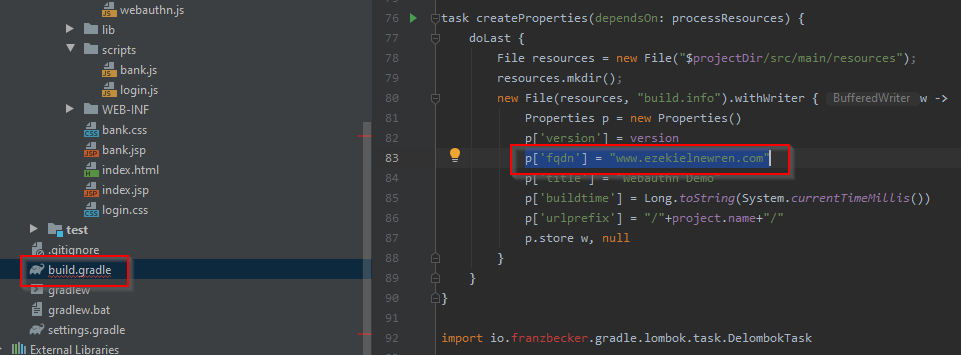 webauthn.js
lib
scripts
bank.js
login.js
WEB-INF
bank.css
bank.jsp
index.html
index.jsp
login.css
test
.gitignore
build.gradle
gradlew
gradlew.bat
settings.gradle
External Libraries
76 task createProperties(dependsOn: processResources) {
77 doLast {
78 File resources = new File("$projectDir/src/main/resources");
79 resources.mkdir();
80 new File(resources, "build.info").withWriter { BufferedWriter w ->
81 Properties p = new Properties()
82 p['version'] = version
83 p['fqdn'] = "www.ezekielnewren.com"
84 p['title'] = "Webauthn Demo"
85 p['buildtime'] = Long.toString(System.currentTimeMillis())
86 p['urlprefix'] = "/"+project.name+"/"
87 p.store w, null
88 }
89 }
90 }
91
92 import io.franzbecker.gradle.lombok.task.DelombokTask